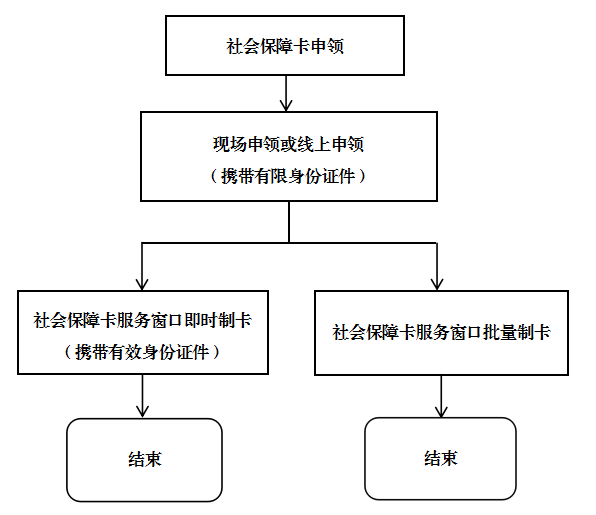 社会保障卡申领
现场申领或线上申领
（携带有限身份证件）
社会保障卡服务窗口即时制卡
（携带有效身份证件）
社会保障卡服务窗口批量制卡
结束
结束